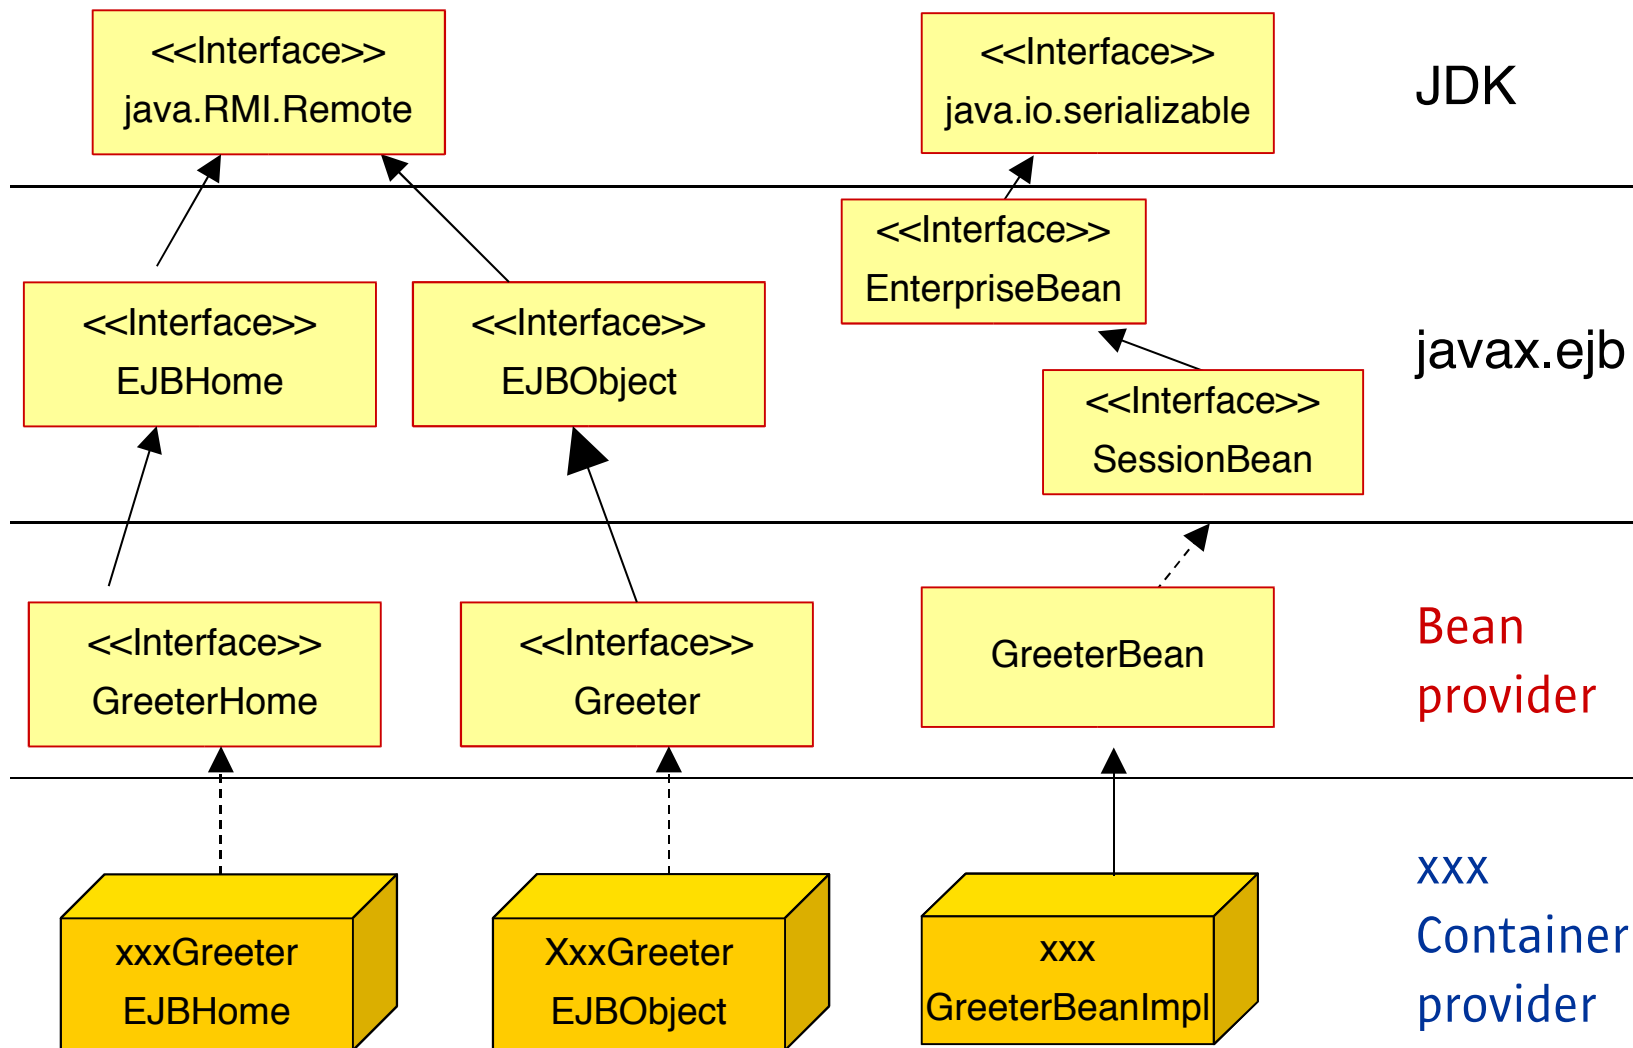 <<Interface>>
java.RMI.Remote
<<Interface>>
java.io.serializable
JDK
<<Interface>>
EJBHome
<<Interface>>
EJBObject
<<Interface>>
EnterpriseBean
<<Interface>>
SessionBean
javax.ejb
<<Interface>>
GreeterHome
<<Interface>>
Greeter
GreeterBean
Bean
provider
xxxGreeter
EJBHome
XxxGreeter
EJBObject
xxx
GreeterBeanImpl
xxx
Container
provider